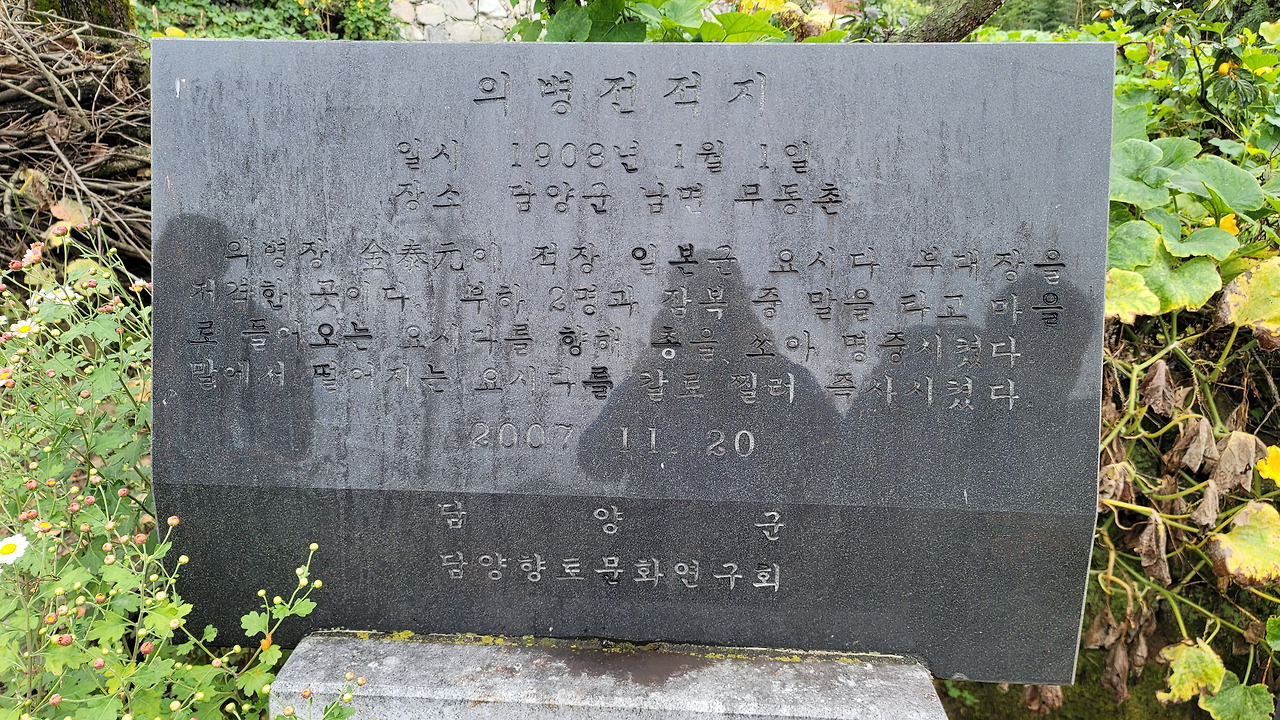 의병전적지
일시 1908년 1월 1일
장소 담양군 남면 무동촌
의병장 金泰元이 적장 일본군 요시다 부대장을
저격한 곳에다. 부하 2명과 잠복 중 말을 타고 마을
로 들어오는 요시다를 향해 총을 쏘아 명중시켰다
말에서 떨어지는 요시다를 칼로 찔러 즉사시켰다
2007 11. 20
담 양 군
담양향토문화연구회